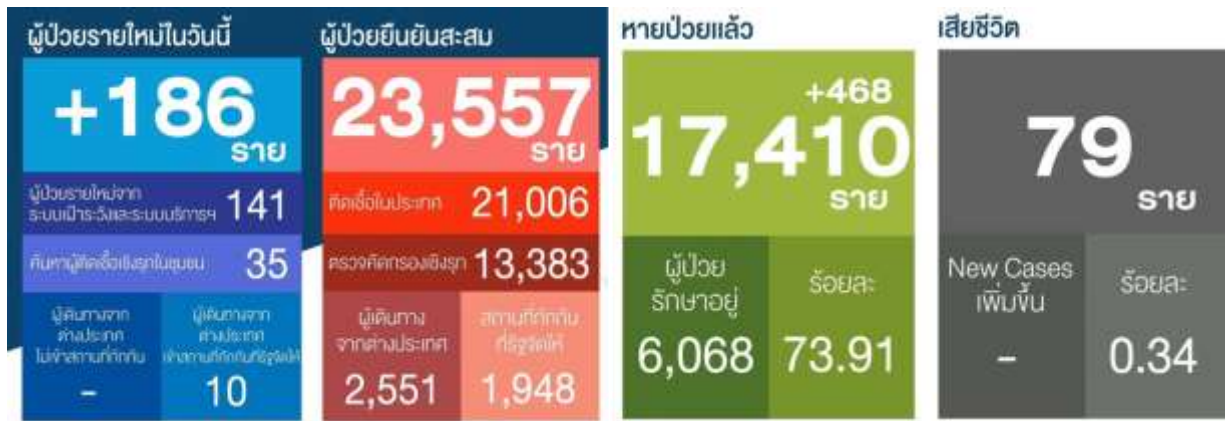 ผู้ป่วยรายใหม่ในวันนี้
+186
ราย
ผู้ป่วยรายใหม่จาก
ระบบเฝ้าระวังและระบบบริการฯ 141
ค้นหาผู้ติดเชื้อเชิงรุกในชุมชน 35
ผู้เดินทางจาก
ต่างประเทศ
ไม่เข้าสถานที่กักกัน
-
ผู้เดินทางจาก
ต่างประเทศ
เข้าสถานที่กักกันที่รัฐจัดให้
10
ผู้ป่วยยืนยันสะสม
23,557
ราย
ติดเชื้อในประเทศ 21,006
ตรวจคัดกรองเชิงรุก 13,383
ผู้เดินทาง
จากต่างประเทศ
2,551
สถานที่กักกัน
ที่รัฐจัดให้
1,948
หายป่วยแล้ว
+468
17,410
ราย
ผู้ป่วย
รักษาอยู่
6,068
ร้อยละ
73.91
เสียชีวิต
79
ราย
New Cases
เพิ่มขึ้น
-
ร้อยละ
0.34